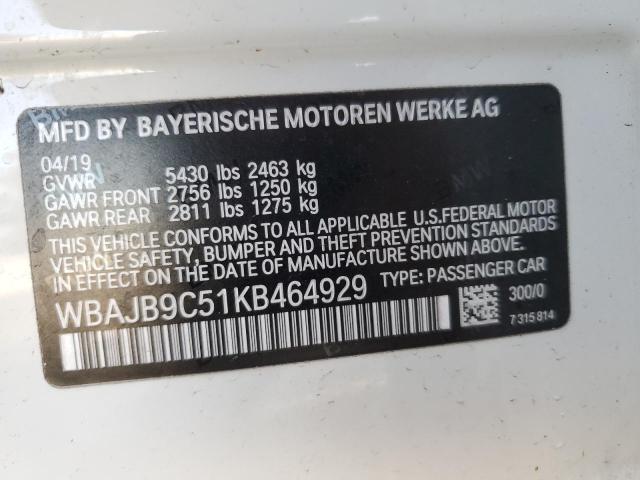 MFD BY BAYERISCHE MOTOREN WERKE AG
04/19
GVWR 5430 lbs 2463 kg
GAWR FRONT 2756 lbs 1250 kg
GAWR REAR 2811 lbs 1275 kg
THIS VEHICLE CONFORMS TO ALL APPLICABLE U.S.FEDERAL MOTOR
VEHICLE SAFETY, BUMPER AND THEFT PREVENTION STANDARDS
IN EFFECT ON THE DATE OF MANUFACTURE SHOWN ABOVE.
WBAJB9C51KB464929 TYPE: PASSENGER CAR
300/0
7 315 814